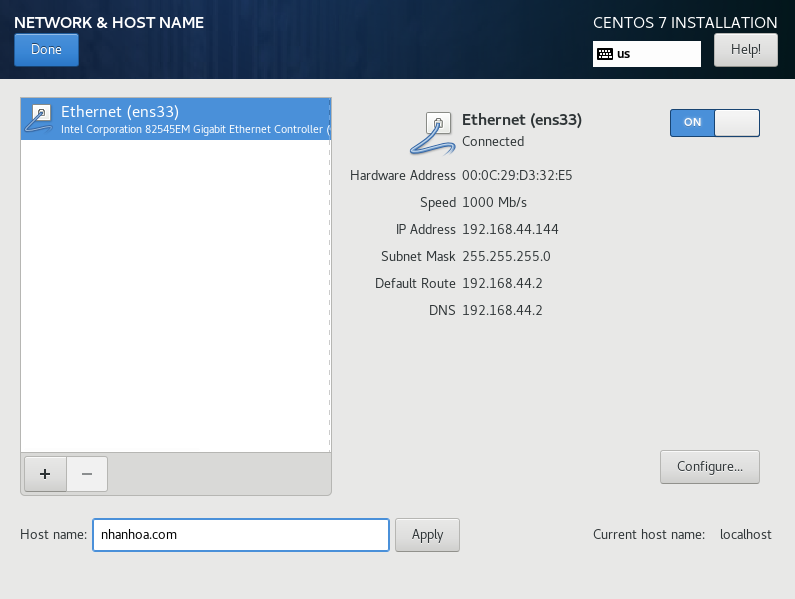 NETWORK & HOST NAME
CENTOS 7 INSTALLATION
Done
us
Help!
Ethernet (ens33)
Intel Corporation 82545EM Gigabit Ethernet Controller (
Ethernet (ens33)
Connected
ON
Hardware Address 00:0C:29:D3:32:E5
Speed 1000 Mb/s
IP Address 192.168.44.144
Subnet Mask 255.255.255.0
Default Route 192.168.44.2
DNS 192.168.44.2
+ −
Configure...
Host name: nhanhoa.com Apply
Current host name: localhost